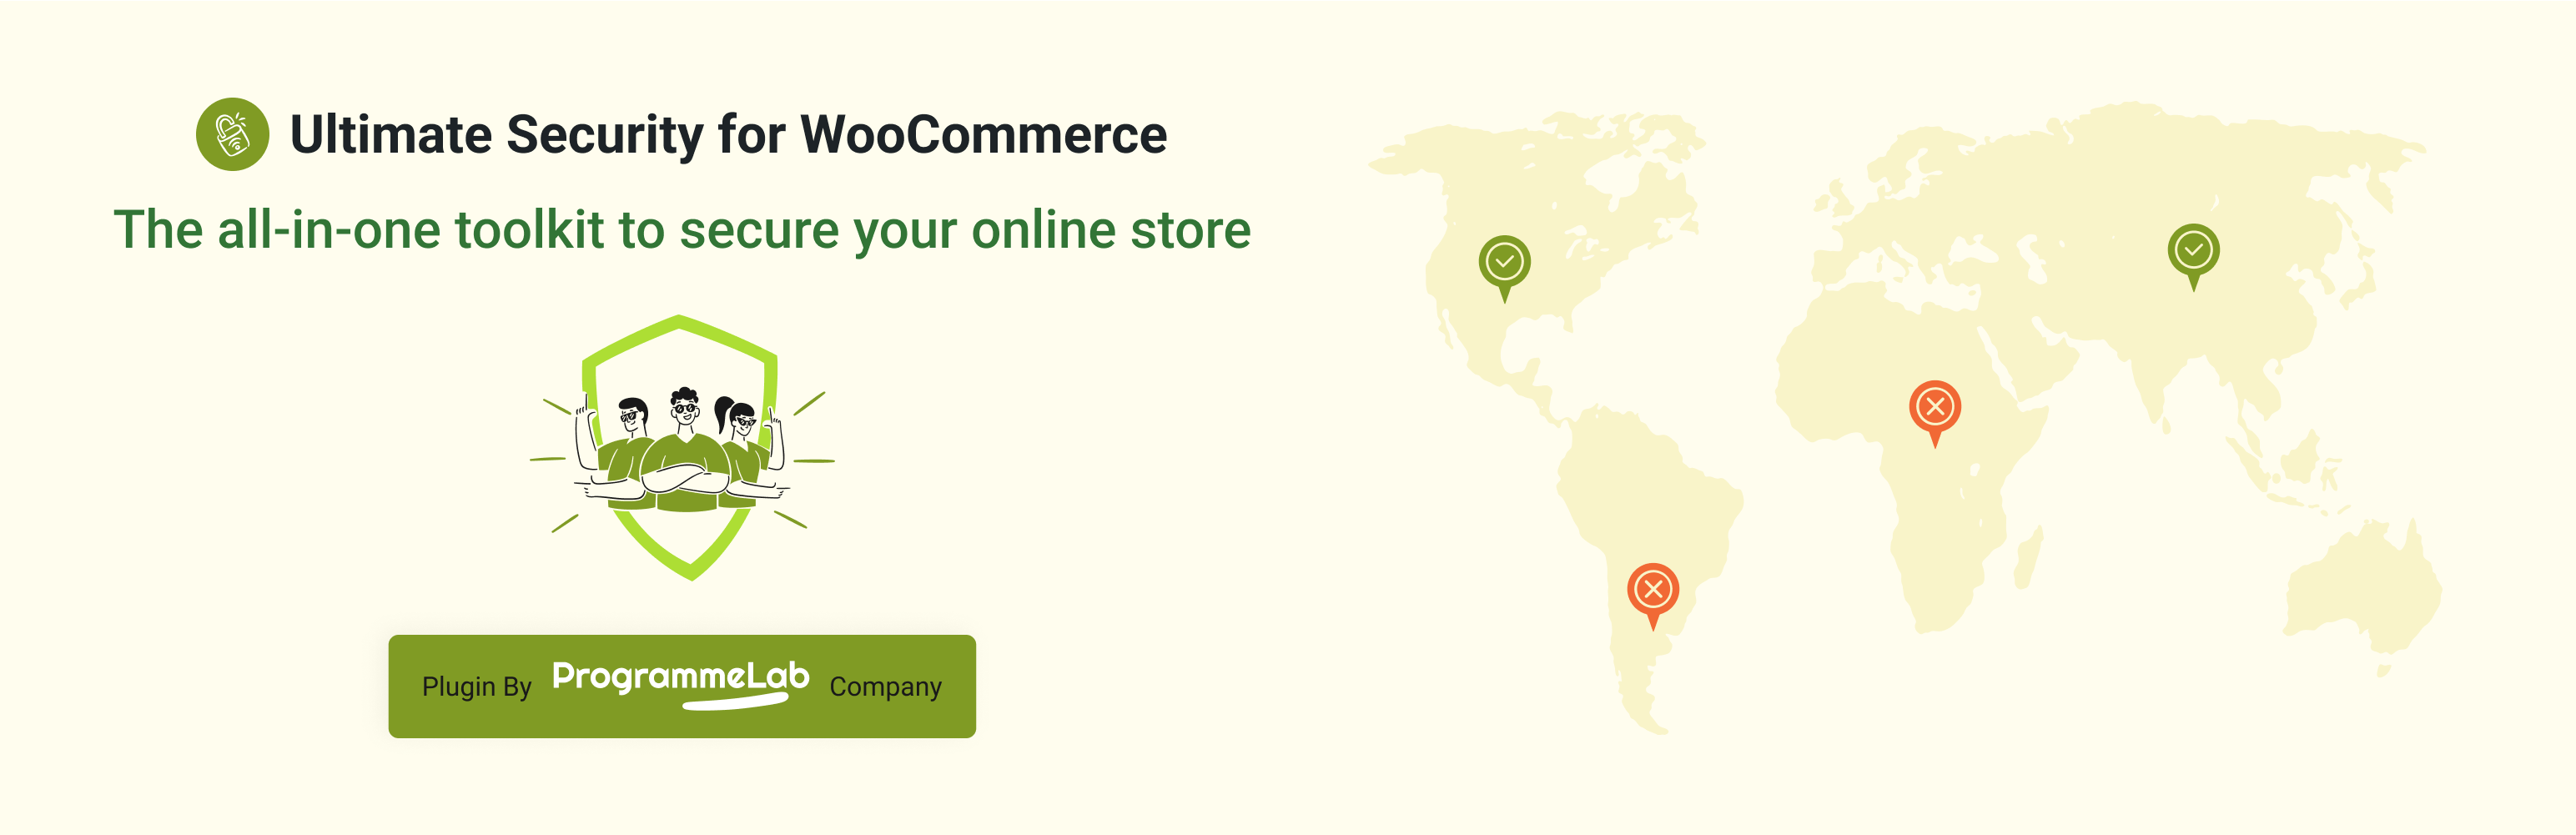 Ultimate Security for WooCommerce
The all-in-one toolkit to secure your online store
Plugin By ProgrammeLab Company